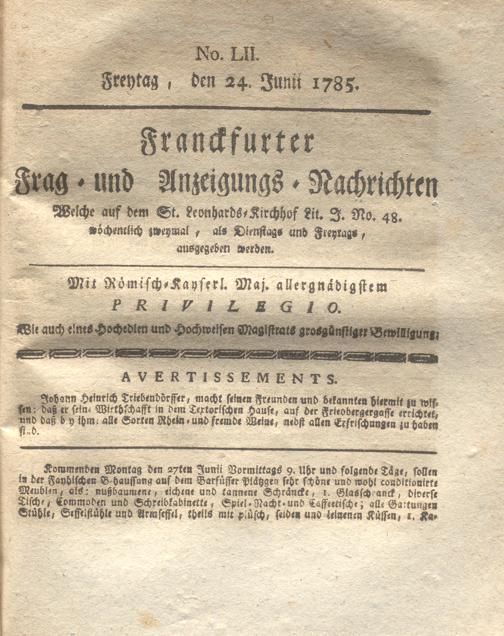 No. LII.
Freytag, den 24. Junii 1785.
Franckfurter
Frag- und Anzeigungs-Nachrichten
Welche auf dem St. Leonhards-Kirchhof Lit. J. No. 48.
wöchentlich zweymal, als Dienstags und Freytags,
ausgegeben werden.
Mit Römisch-Kayserl. Maj. allergnädigstem
PRIVILEGIO.
Wie auch eines Hochedlen und Hochweisen Magistrats grosgünstiger Bewilligung:
AVERTISSEMENTS.
Johann Heinrich Triebendörffer, macht seinen Freunden und bekannten hiermit zu wis-
sen: daß er sein Wirthschafft in dem Textorischen Hause, auf der Friedbergergasse errichtet,
und daß b y ihm: alle Sorten Rhein- und fremde Weine, nebst allen Erfrischungen zu haben
sind.
Kommenden Montag den 27ten Junii Vormittags 9. Uhr und folgende Täge, sollen
in der Fayhischen Behaussung auf dem Barfüsser Plätzgen sehr schöne und wohl conditionirte
Meublen, als: nußbaumene, eichene und tannene Schräncke, 1. Glasschranck, diverse
Tische, Commoden und Schreibkabinette, Spiel-Nacht-und Caffeetische; alle Gattungen
Stühle, Sesselstühle und Armsessel, theils mit plüsch, seiden und leinenen Küssen, 1. Ka-